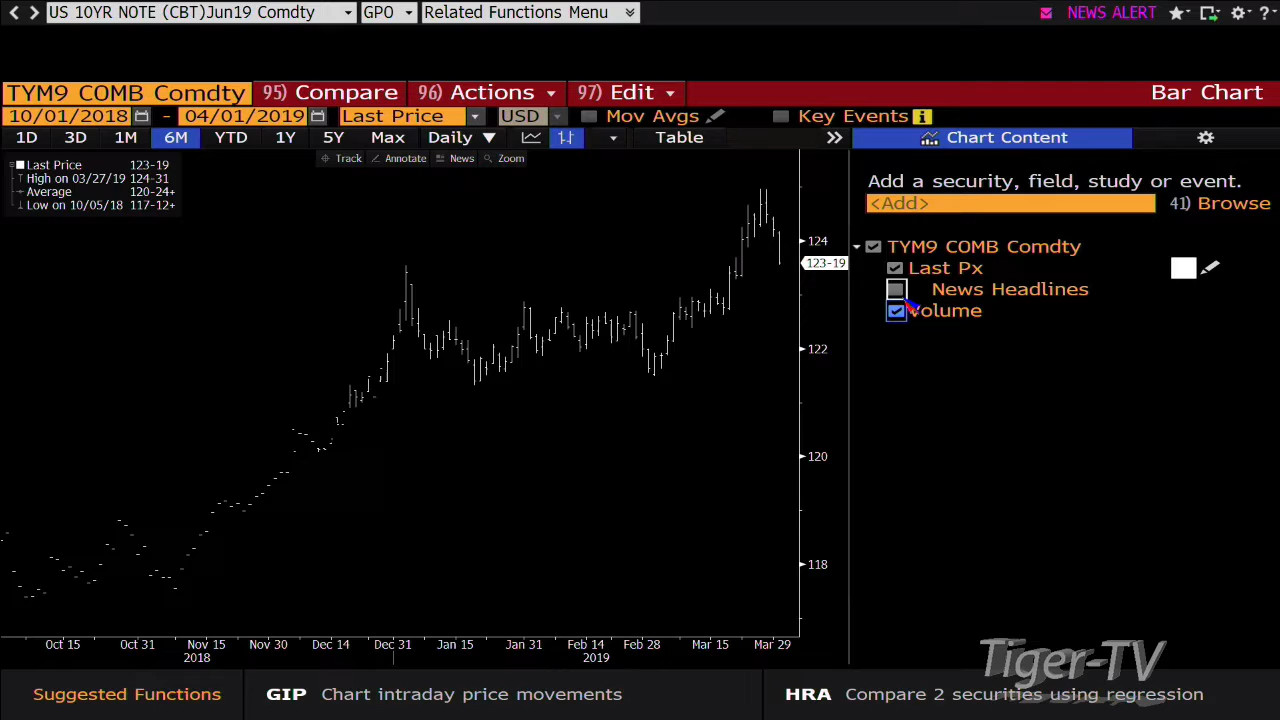 US 10YR NOTE (CBT)Jun19 Comdty GPO Related Functions Menu NEWS ALERT ?
TYM9 COMB Comdty 95) Compare 96) Actions 97) Edit Bar Chart
10/01/2018 - 04/01/2019 Last Price USD Mov Avgs Key Events i
1D 3D 1M 6M YTD 1Y 5Y Max Daily Table Chart Content
Track Annotate News Zoom
Last Price 123-19
High on 03/27/19 124-31
Average 120-24+
Low on 10/05/18 117-12+
Add a security, field, study or event.
<Add> 41) Browse
TYM9 COMB Comdty
Last Px
News Headlines
Volume
124
123-19
122
120
118
Oct 15 Oct 31 Nov 15 Nov 30 Dec 14 Dec 31 Jan 15 Jan 31 Feb 14 Feb 28 Mar 15 Mar 29
2018 2019
Tiger-TV
Suggested Functions GIP Chart intraday price movements HRA Compare 2 securities using regression